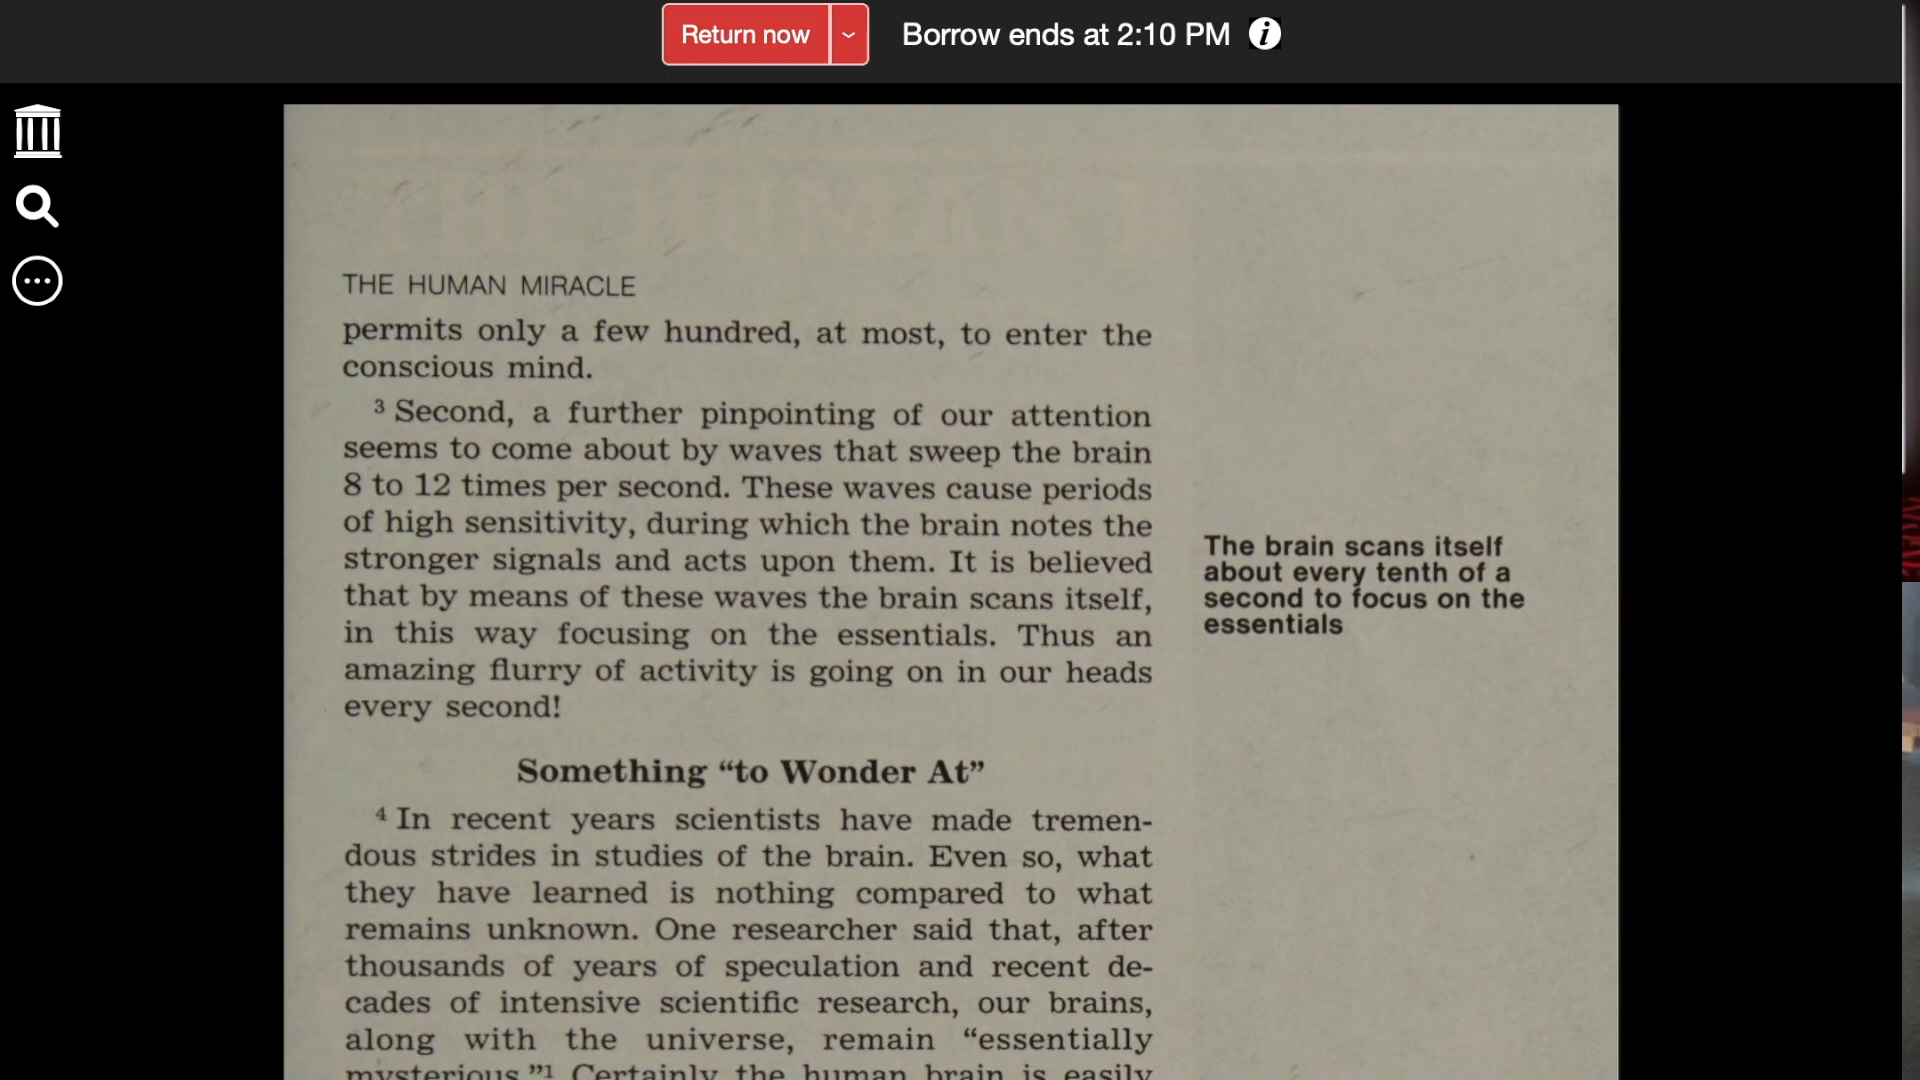 Return now
Borrow ends at 2:10 PM
THE HUMAN MIRACLE
permits only a few hundred, at most, to enter the
conscious mind.
3 Second, a further pinpointing of our attention
seems to come about by waves that sweep the brain
8 to 12 times per second. These waves cause periods
of high sensitivity, during which the brain notes the
stronger signals and acts upon them. It is believed
that by means of these waves the brain scans itself,
in this way focusing on the essentials. Thus an
amazing flurry of activity is going on in our heads
every second!
The brain scans itself
about every tenth of a
second to focus on the
essentials
Something “to Wonder At”
4 In recent years scientists have made tremen-
dous strides in studies of the brain. Even so, what
they have learned is nothing compared to what
remains unknown. One researcher said that, after
thousands of years of speculation and recent de-
cades of intensive scientific research, our brains,
along with the universe, remain “essentially
mysterious.”1 Certainly the human brain is easily